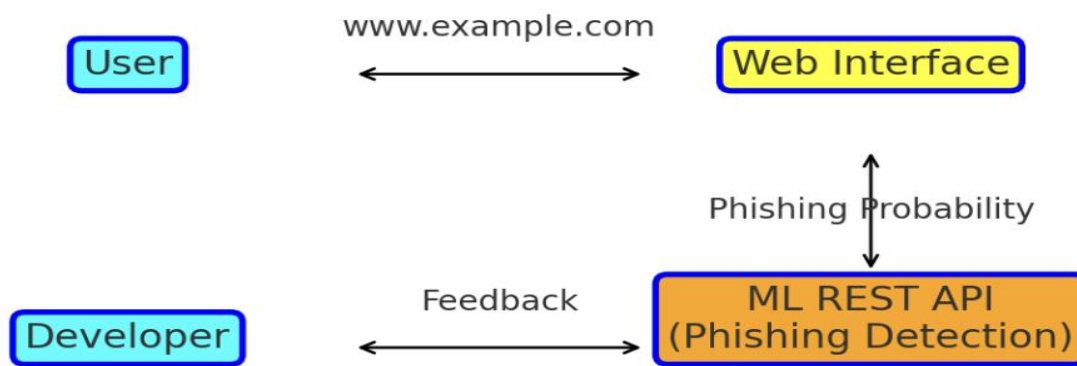 www.example.com
User
Web Interface
Phishing Probability
Feedback
ML REST API
(Phishing Detection)
Developer